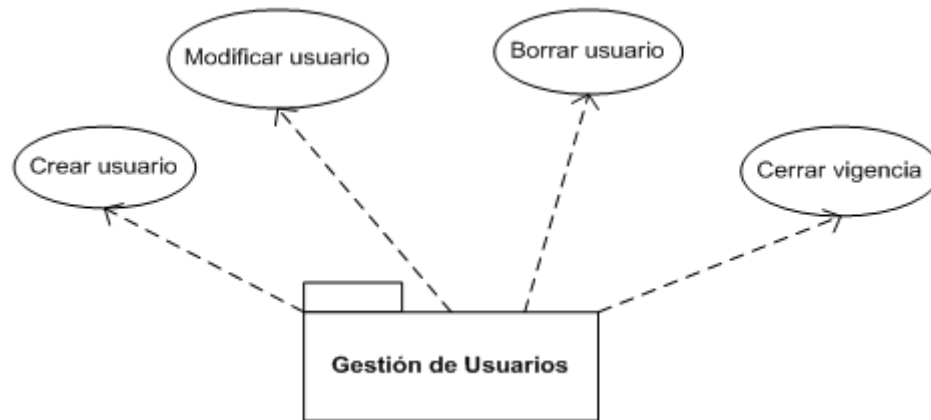 Modificar usuario
Borrar usuario
Crear usuario
Cerrar vigencia
Gestión de Usuarios